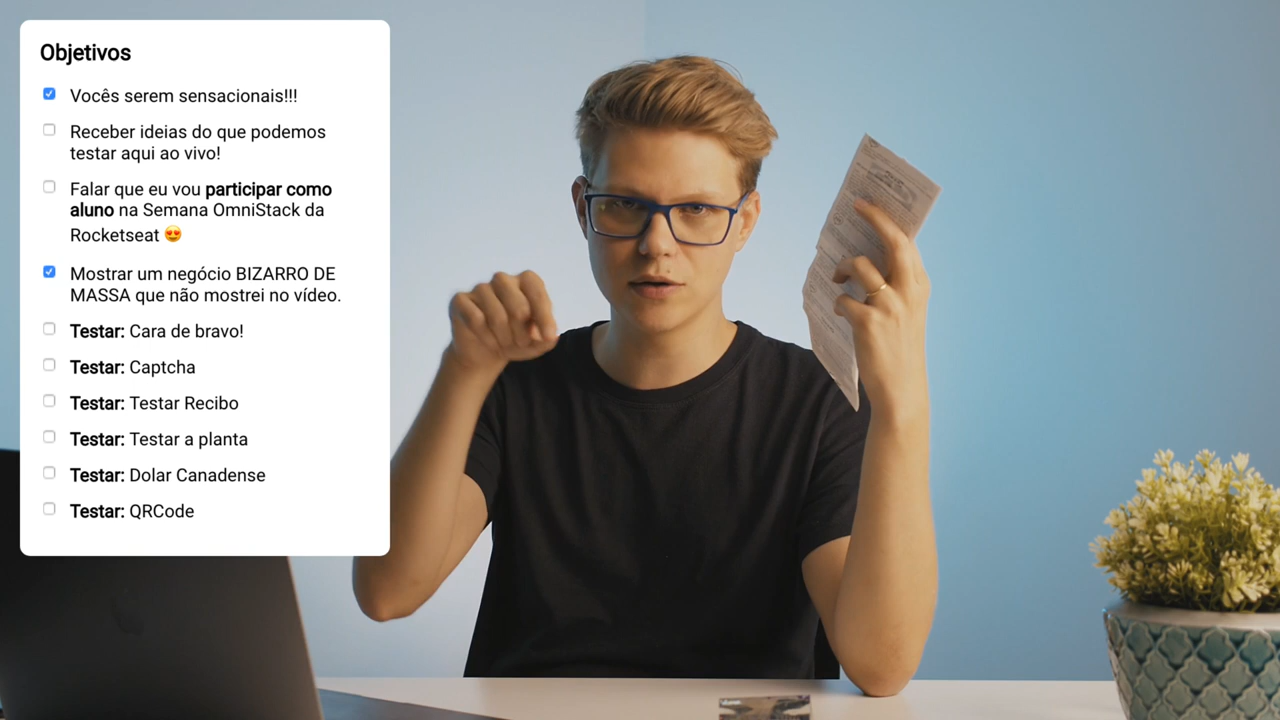 Objetivos
Vocês serem sensacionais!!!
Receber ideias do que podemos
testar aqui ao vivo!
Falar que eu vou participar como
aluno na Semana OmniStack da
Rocketseat 😍
Mostrar um negócio BIZARRO DE
MASSA que não mostrei no vídeo.
Testar: Cara de bravo!
Testar: Captcha
Testar: Testar Recibo
Testar: Testar a planta
Testar: Dolar Canadense
Testar: QRCode